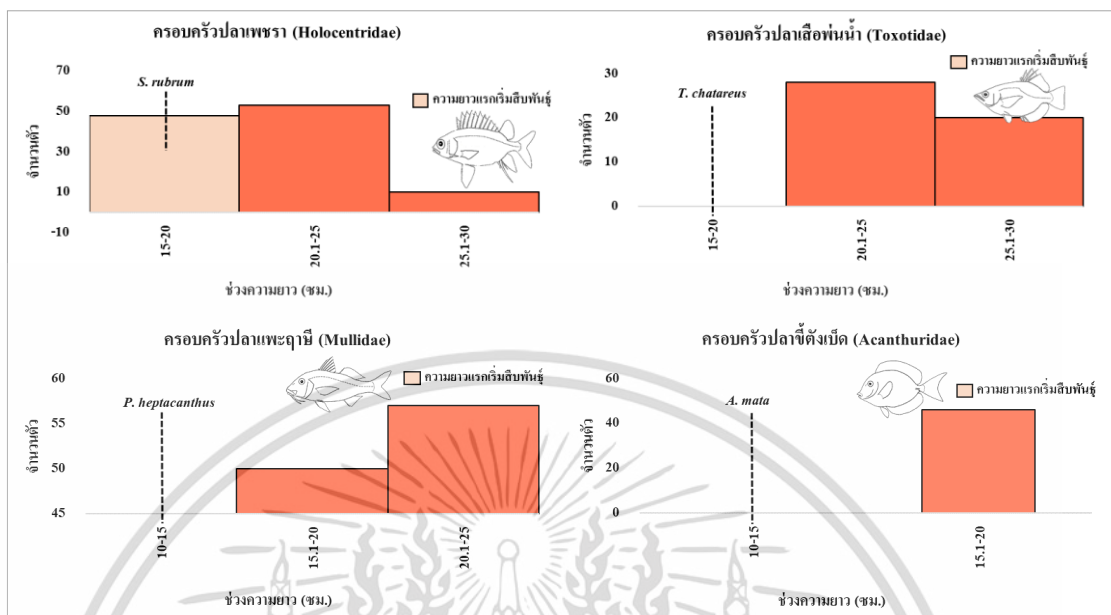 ครอบครัวปลาเพชรา (Holocentridae)
70
50
30
10
-10
จำนวนตัว
S. rubrum
ความยาวแรกเริ่มสืบพันธุ์
15-20
20.1-25
25.1-30
ช่วงความยาว (ซม.)
ครอบครัวปลาเสือพ่นน้ำ (Toxotidae)
30
20
10
0
จำนวนตัว
T. chatareus
ความยาวแรกเริ่มสืบพันธุ์
15-20
20.1-25
25.1-30
ช่วงความยาว (ซม.)
ครอบครัวปลาแพะฤาษี (Mullidae)
60
55
50
45
จำนวนตัว
P. heptacanthus
ความยาวแรกเริ่มสืบพันธุ์
10-15
15.1-20
20.1-25
ช่วงความยาว (ซม.)
ครอบครัวปลาขี้ตังเบ็ด (Acanthuridae)
60
40
20
0
จำนวนตัว
A. mata
ความยาวแรกเริ่มสืบพันธุ์
10-15
15.1-20
ช่วงความยาว (ซม.)